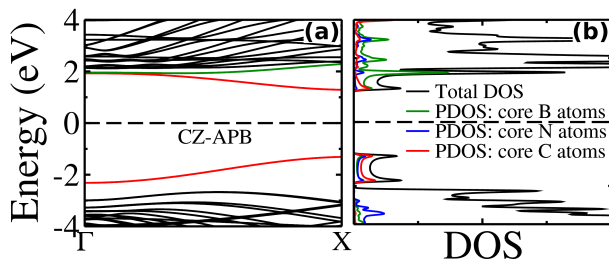 4
2
0
-2
-4
Energy (eV)
(a)
CZ-APB
Γ
X
(b)
Total DOS
PDOS: core B atoms
PDOS: core N atoms
PDOS: core C atoms
DOS